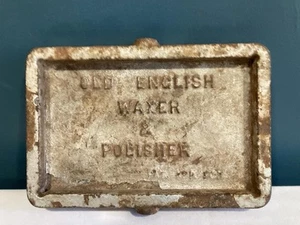 OLD ENGLISH
WAXER
&
POLISHER